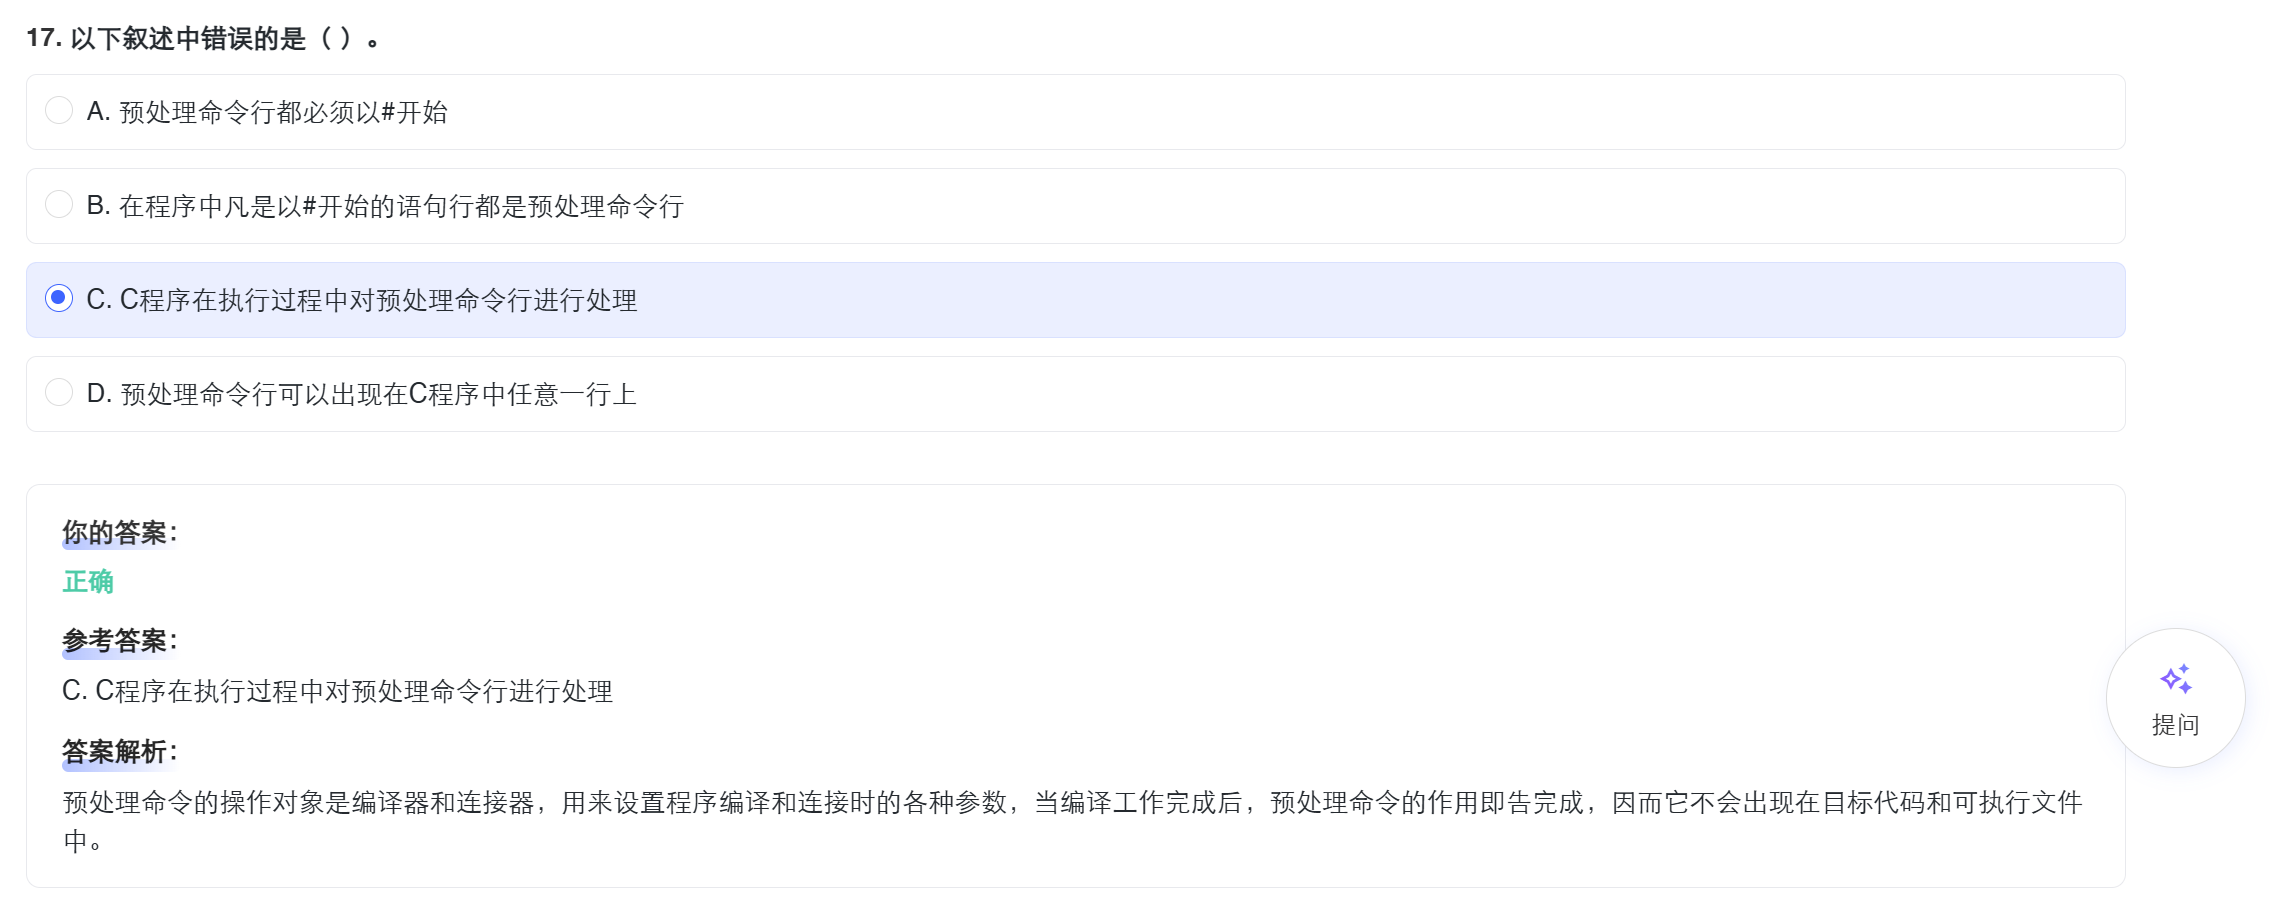 17. 以下叙述中错误的是（ ）。
A. 预处理命令行都必须以#开始
B. 在程序中凡是以#开始的语句行都是预处理命令行
C. C程序在执行过程中对预处理命令行进行处理
D. 预处理命令行可以出现在C程序中任意一行上
你的答案：
正确
参考答案：
C. C程序在执行过程中对预处理命令行进行处理
答案解析：
预处理命令的操作对象是编译器和连接器，用来设置程序编译和连接时的各种参数，当编译工作完成后，预处理命令的作用即告完成，因而它不会出现在目标代码和可执行文件
中。
提问